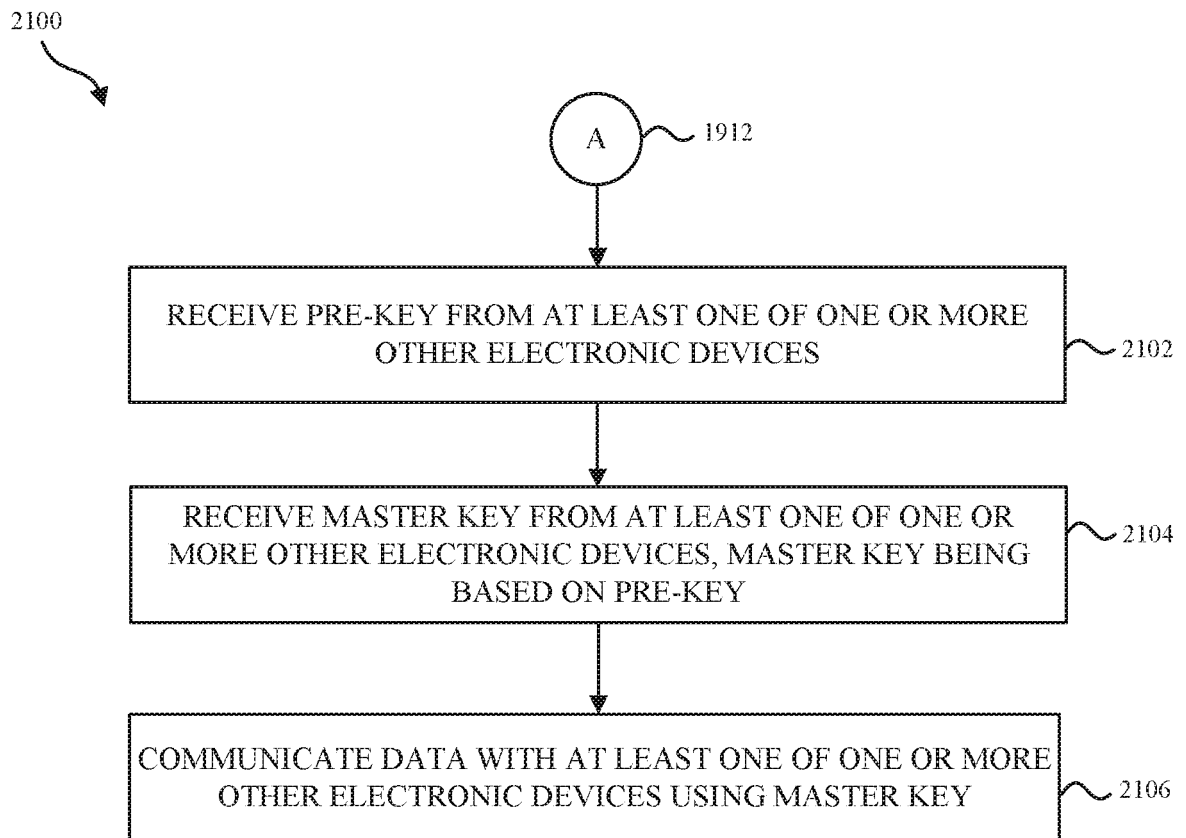 2100
A
1912
RECEIVE PRE-KEY FROM AT LEAST ONE OF ONE OR MORE
OTHER ELECTRONIC DEVICES
2102
RECEIVE MASTER KEY FROM AT LEAST ONE OF ONE OR
MORE OTHER ELECTRONIC DEVICES, MASTER KEY BEING
BASED ON PRE-KEY
2104
COMMUNICATE DATA WITH AT LEAST ONE OF ONE OR MORE
OTHER ELECTRONIC DEVICES USING MASTER KEY
2106